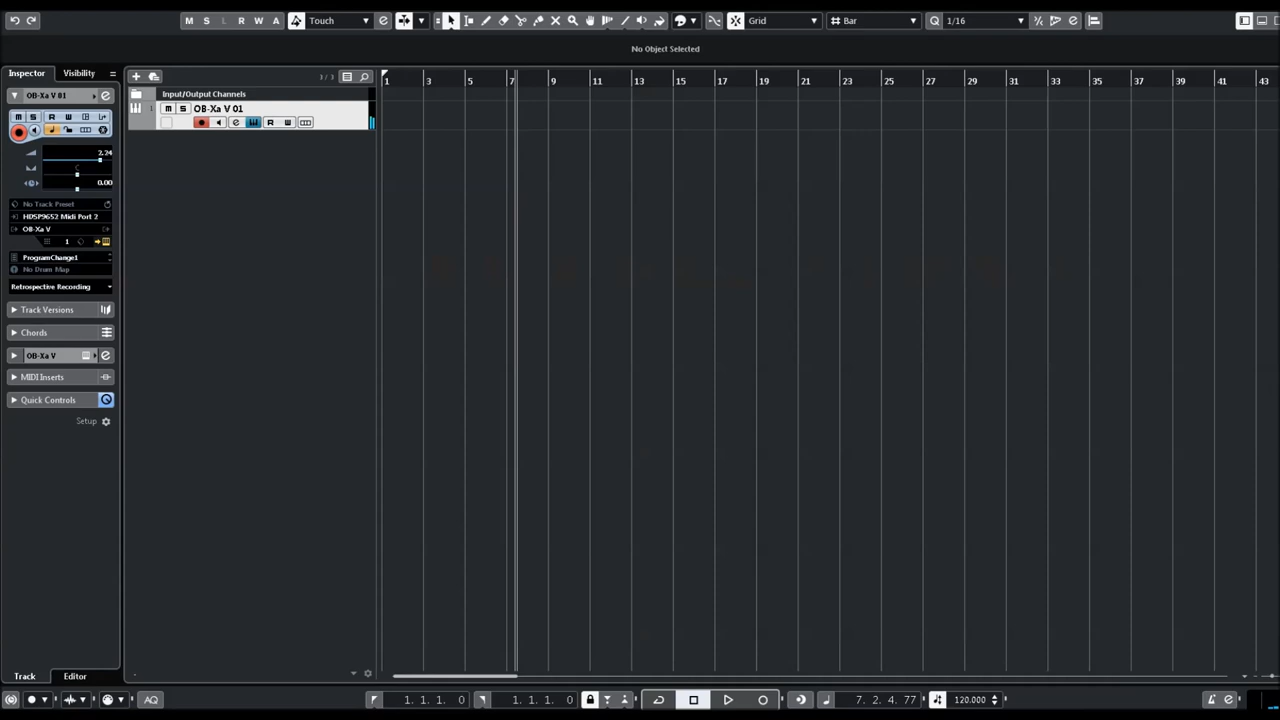 M S L R W A Touch Grid Bar Q 1/16
No Object Selected
Inspector Visibility
1/3
1 3 5 7 9 11 13 15 17 19 21 23 25 27 29 31 33 35 37 39 41 43
OB-Xa V 01
Input/Output Channels
1 M S OB-Xa V 01
M S R W
R
2.24
C
0.00
No Track Preset
HDSP9652 Midi Port 2
OB-Xa V
1
ProgramChange1
No Drum Map
Retrospective Recording
Track Versions
Chords
OB-Xa V
MIDI Inserts
Quick Controls
Setup
Track Editor
AQ 1. 1. 1. 0 1. 1. 1. 0 7. 2. 4. 77 120.000